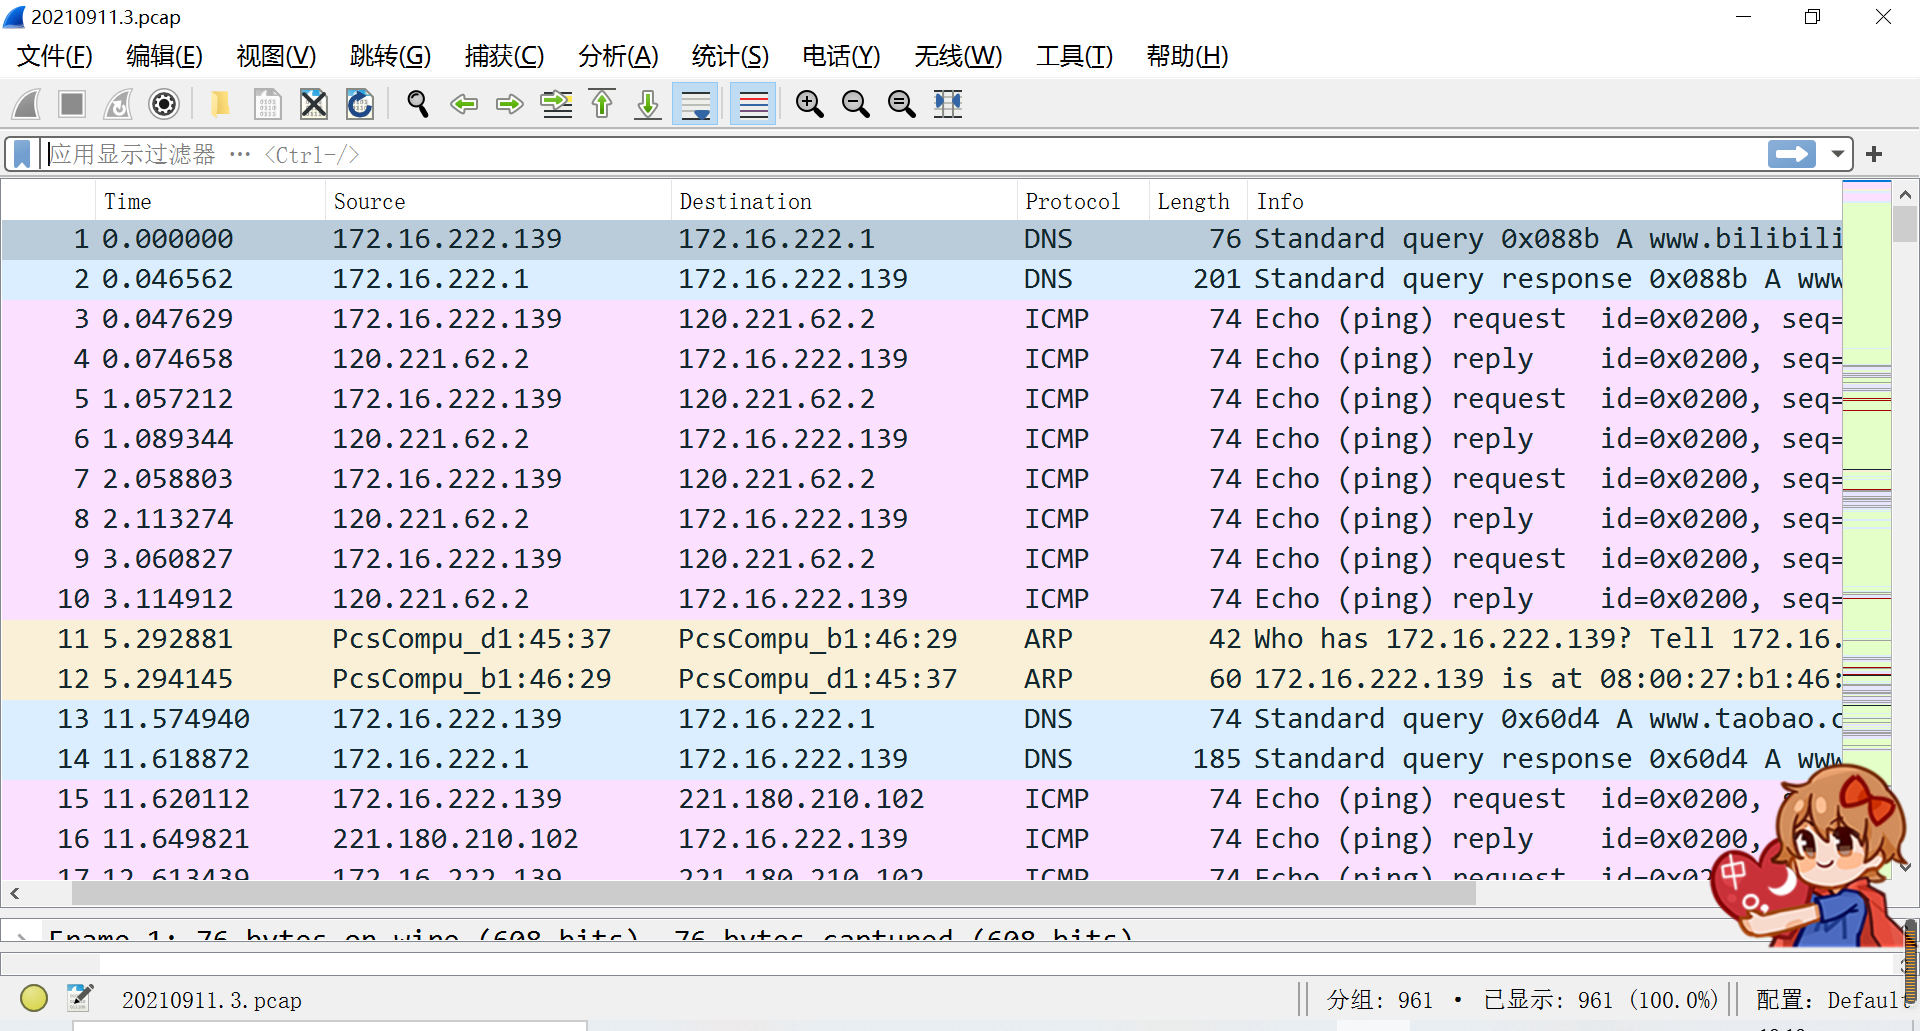 20210911.3.pcap
文件(F) 编辑(E) 视图(V) 跳转(G) 捕获(C) 分析(A) 统计(S) 电话(Y) 无线(W) 工具(T) 帮助(H)
应用显示过滤器 … <Ctrl-/>
Time Source Destination Protocol Length Info
1 0.000000 172.16.222.139 172.16.222.1 DNS 76 Standard query 0x088b A www.bilibili
2 0.046562 172.16.222.1 172.16.222.139 DNS 201 Standard query response 0x088b A www
3 0.047629 172.16.222.139 120.221.62.2 ICMP 74 Echo (ping) request id=0x0200, seq=
4 0.074658 120.221.62.2 172.16.222.139 ICMP 74 Echo (ping) reply id=0x0200, seq=
5 1.057212 172.16.222.139 120.221.62.2 ICMP 74 Echo (ping) request id=0x0200, seq=
6 1.089344 120.221.62.2 172.16.222.139 ICMP 74 Echo (ping) reply id=0x0200, seq=
7 2.058803 172.16.222.139 120.221.62.2 ICMP 74 Echo (ping) request id=0x0200, seq=
8 2.113274 120.221.62.2 172.16.222.139 ICMP 74 Echo (ping) reply id=0x0200, seq=
9 3.060827 172.16.222.139 120.221.62.2 ICMP 74 Echo (ping) request id=0x0200, seq=
10 3.114912 120.221.62.2 172.16.222.139 ICMP 74 Echo (ping) reply id=0x0200, seq=
11 5.292881 PcsCompu_d1:45:37 PcsCompu_b1:46:29 ARP 42 Who has 172.16.222.139? Tell 172.16.
12 5.294145 PcsCompu_b1:46:29 PcsCompu_d1:45:37 ARP 60 172.16.222.139 is at 08:00:27:b1:46:
13 11.574940 172.16.222.139 172.16.222.1 DNS 74 Standard query 0x60d4 A www.taobao.c
14 11.618872 172.16.222.1 172.16.222.139 DNS 185 Standard query response 0x60d4 A www
15 11.620112 172.16.222.139 221.180.210.102 ICMP 74 Echo (ping) request id=0x0200,
16 11.649821 221.180.210.102 172.16.222.139 ICMP 74 Echo (ping) reply id=0x0200,
17 12.613439 172.16.222.139 221.180.210.102 ICMP 74 Echo (ping) request id=0x02
中
Frame 1: 76 bytes on wire (608 bits), 76 bytes captured (608 bits)
20210911.3.pcap 分组: 961 · 已显示: 961 (100.0%) 配置: Default